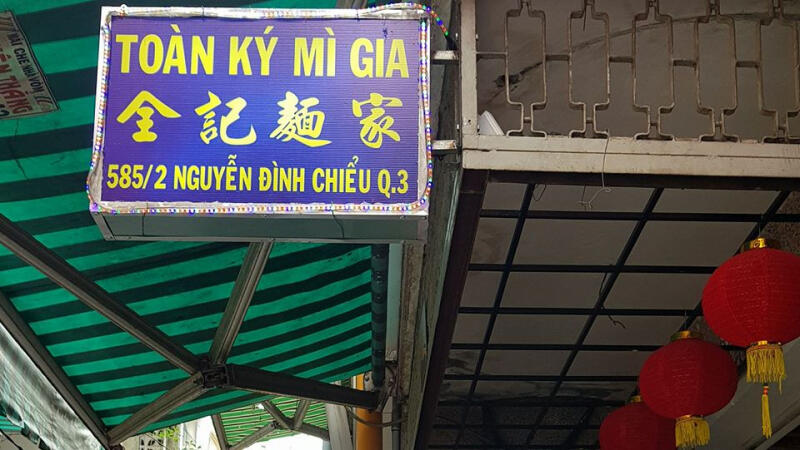 TOÀN KÝ MÌ GIA
全記麵家
585/2 NGUYỄN ĐÌNH CHIỂU Q.3